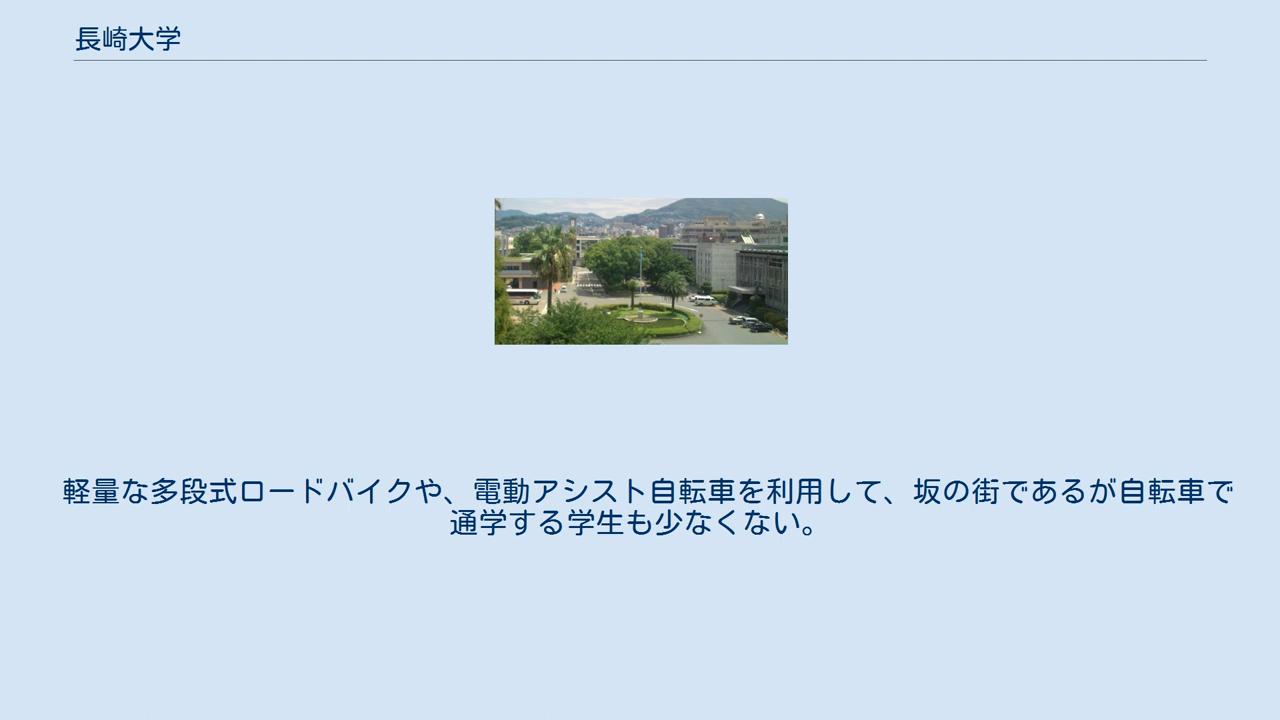 長崎大学
軽量な多段式ロードバイクや、電動アシスト自転車を利用して、坂の街であるが自転車で
通学する学生も少なくない。